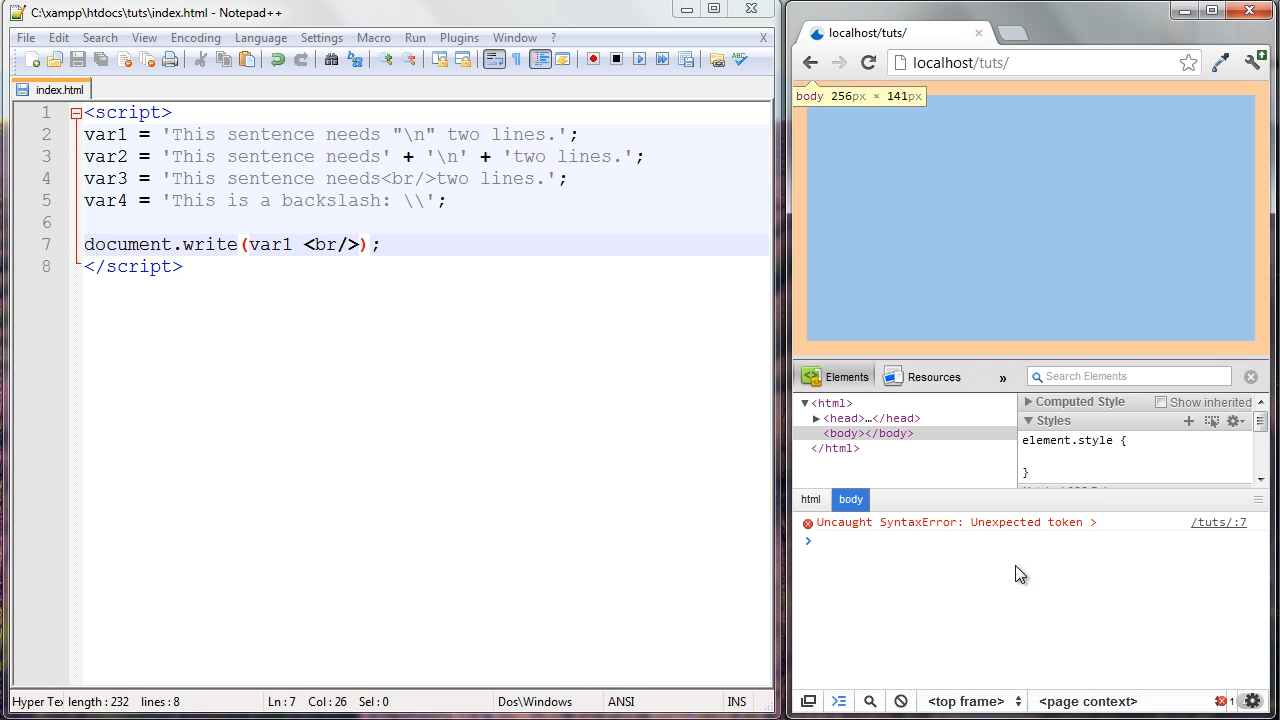 C:\xampp\htdocs\tuts\index.html - Notepad++
File Edit Search View Encoding Language Settings Macro Run Plugins Window ? X
index.html
1 <script>
2 var1 = 'This sentence needs "\n" two lines.';
3 var2 = 'This sentence needs' + '\n' + 'two lines.';
4 var3 = 'This sentence needs<br/>two lines.';
5 var4 = 'This is a backslash: \\';
6
7 document.write(var1 <br/>);
8 </script>
Hyper Tex length : 232 lines : 8 Ln : 7 Col : 26 Sel : 0 Dos\Windows ANSI INS
localhost/tuts/
localhost/tuts/
body 256px × 141px
Elements Resources » Search Elements
<html>
<head>…</head>
<body></body>
</html>
Computed Style Show inherited
Styles
element.style {
}
html body
Uncaught SyntaxError: Unexpected token > /tuts/:7
>
<top frame> <page context> 1